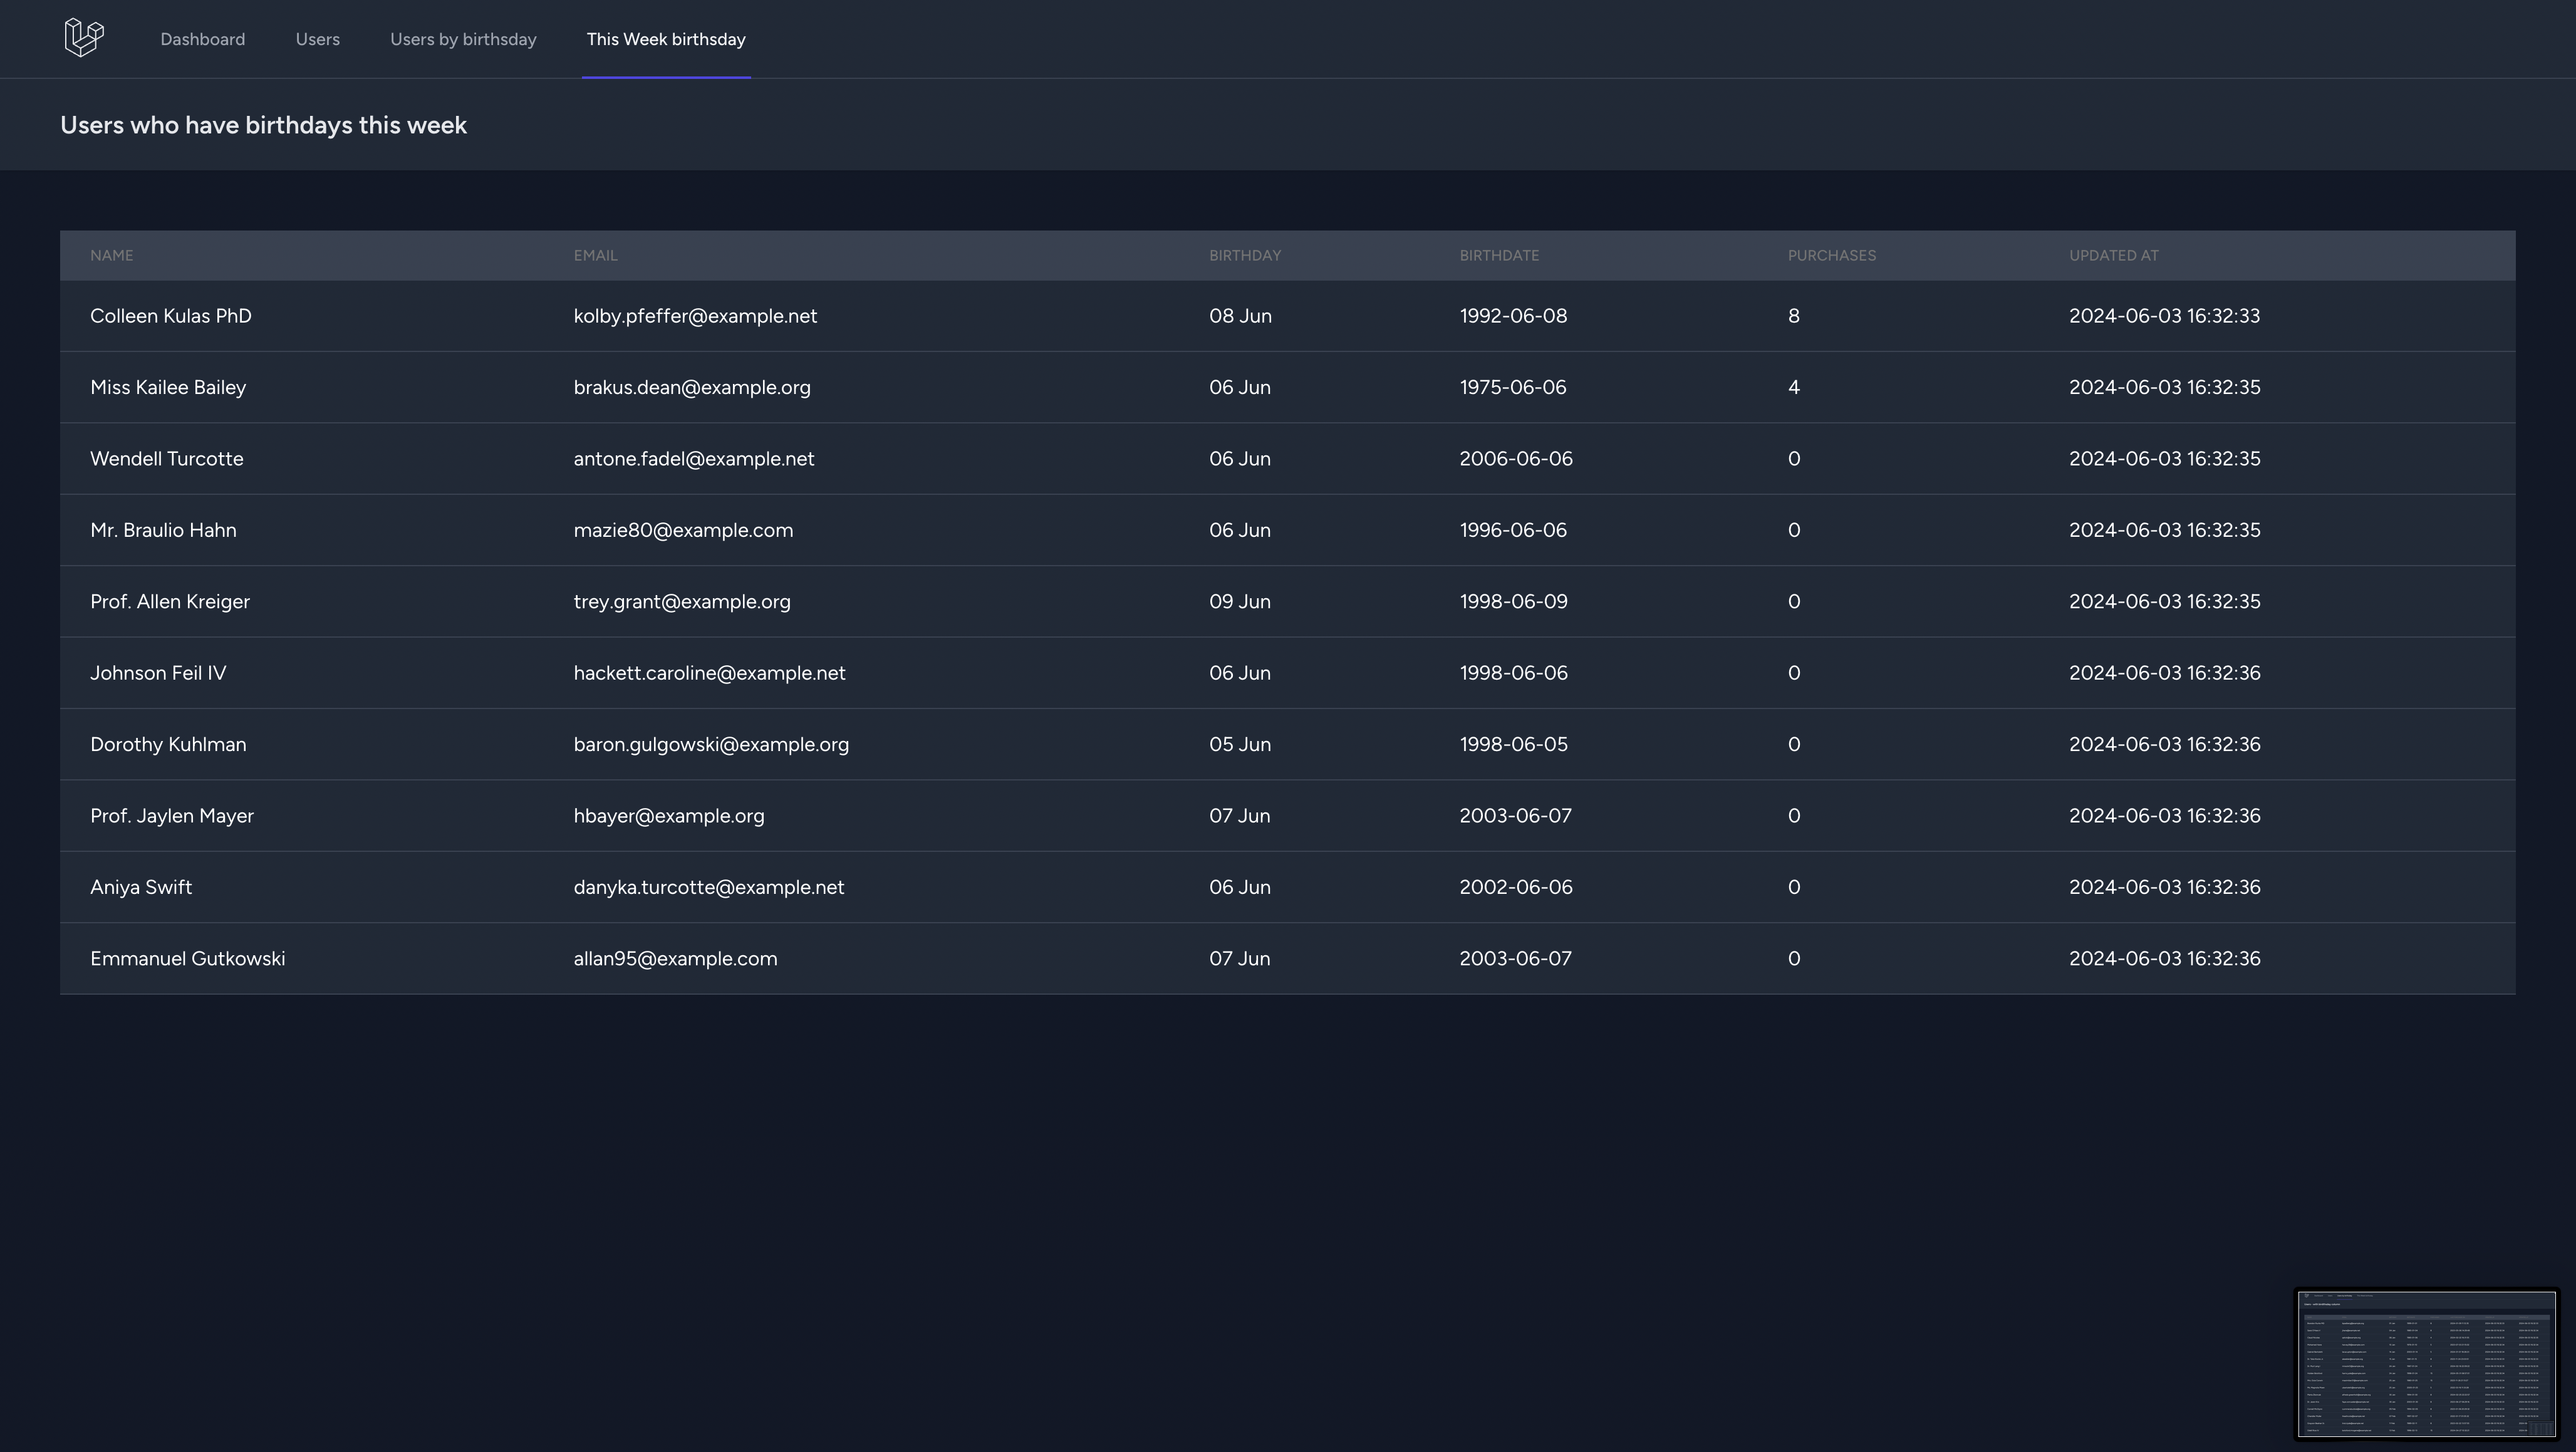 Dashboard Users Users by birthsday This Week birthsday
Users who have birthdays this week
NAME EMAIL BIRTHDAY BIRTHDATE PURCHASES UPDATED AT
Colleen Kulas PhD kolby.pfeffer@example.net 08 Jun 1992-06-08 8 2024-06-03 16:32:33
Miss Kailee Bailey brakus.dean@example.org 06 Jun 1975-06-06 4 2024-06-03 16:32:35
Wendell Turcotte antone.fadel@example.net 06 Jun 2006-06-06 0 2024-06-03 16:32:35
Mr. Braulio Hahn mazie80@example.com 06 Jun 1996-06-06 0 2024-06-03 16:32:35
Prof. Allen Kreiger trey.grant@example.org 09 Jun 1998-06-09 0 2024-06-03 16:32:35
Johnson Feil IV hackett.caroline@example.net 06 Jun 1998-06-06 0 2024-06-03 16:32:36
Dorothy Kuhlman baron.gulgowski@example.org 05 Jun 1998-06-05 0 2024-06-03 16:32:36
Prof. Jaylen Mayer hbayer@example.org 07 Jun 2003-06-07 0 2024-06-03 16:32:36
Aniya Swift danyka.turcotte@example.net 06 Jun 2002-06-06 0 2024-06-03 16:32:36
Emmanuel Gutkowski allan95@example.com 07 Jun 2003-06-07 0 2024-06-03 16:32:36